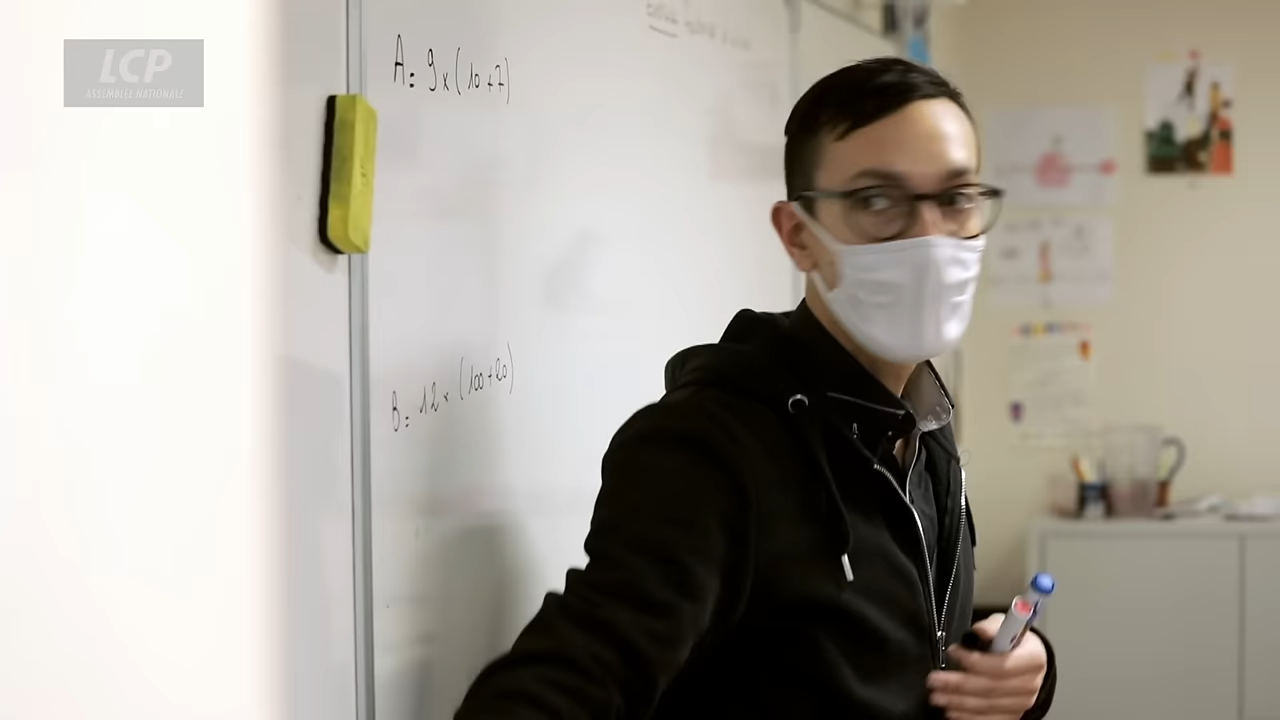 LCP
ASSEMBLÉE NATIONALE
A = 9 x (10 + 7)
B = 12 x (100 + 20)